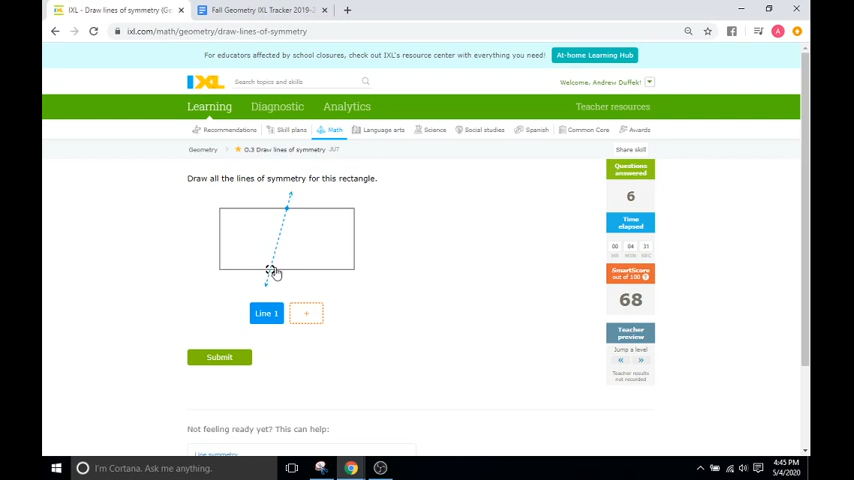 IXL - Draw lines of symmetry (Ge
Fall Geometry IXL Tracker 2019-2
ixl.com/math/geometry/draw-lines-of-symmetry
A
For educators affected by school closures, check out IXL's resource center with everything you need!
At-home Learning Hub
IXL
Search topics and skills
Welcome, Andrew Duffek!
Learning
Diagnostic
Analytics
Teacher resources
Recommendations
Skill plans
Math
Language arts
Science
Social studies
Spanish
Common Core
Awards
Geometry
O.3 Draw lines of symmetry
Share skill
Draw all the lines of symmetry for this rectangle.
Questions
answered
6
Time
elapsed
00 04 31
HR MIN SEC
SmartScore
out of 100
68
Teacher
preview
Jump a level
Teacher results
not recorded
Line 1
+
Submit
Not feeling ready yet? This can help:
Line symmetry
I'm Cortana. Ask me anything.
4:45 PM
5/4/2020